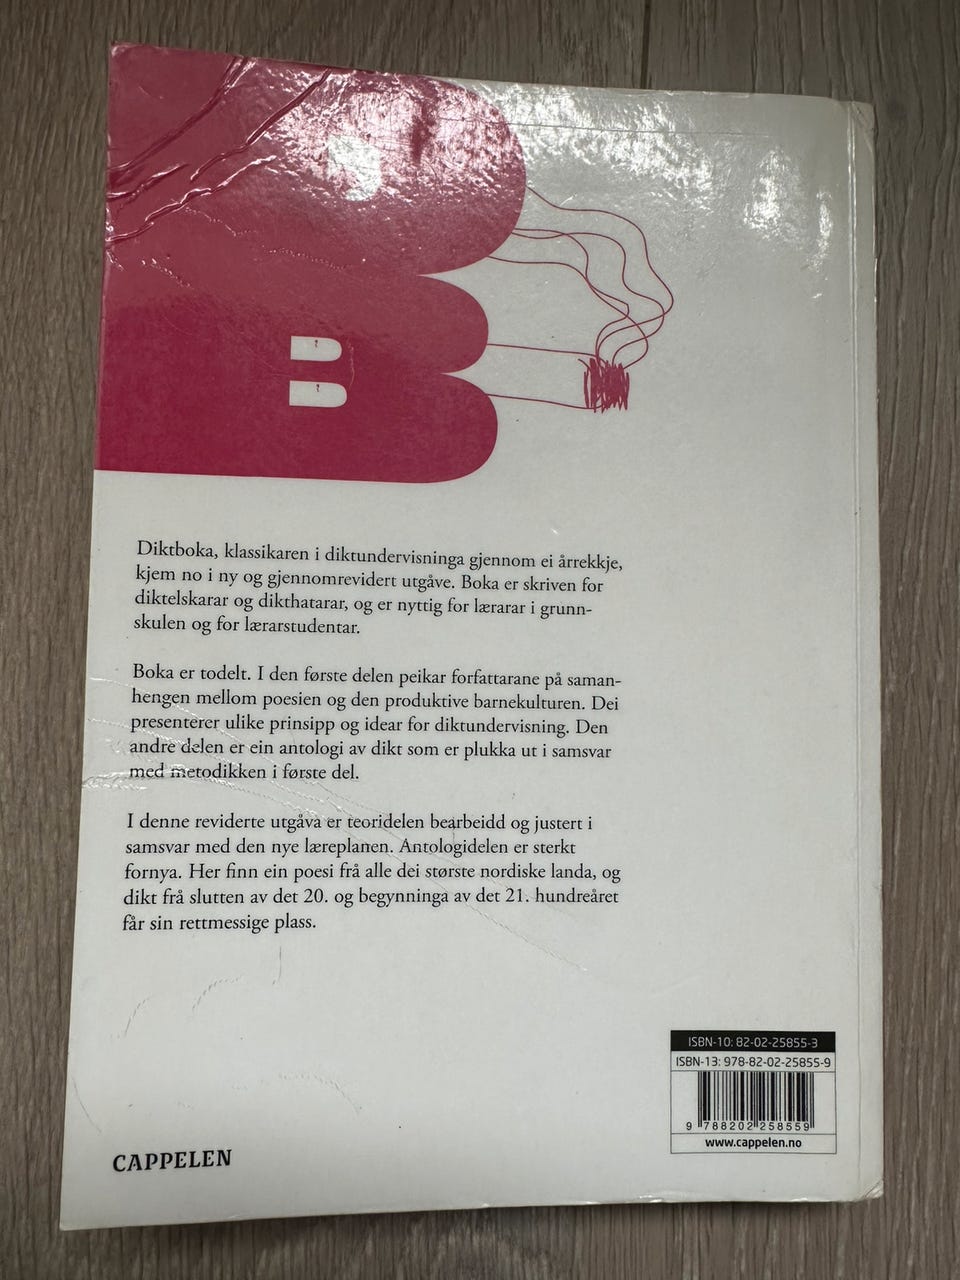 B
Diktboka, klassikaren i diktundervisninga gjennom ei årrekkje,
kjem no i ny og gjennomrevidert utgåve. Boka er skriven for
diktelskarar og dikthatarar, og er nyttig for lærarar i grunn-
skulen og for lærarstudentar.
Boka er todelt. I den første delen peikar forfattarane på saman-
hengen mellom poesien og den produktive barnekulturen. Dei
presenterer ulike prinsipp og idear for diktundervisning. Den
andre delen er ein antologi av dikt som er plukka ut i samsvar
med metodikken i første del.
I denne reviderte utgåva er teoridelen bearbeidd og justert i
samsvar med den nye læreplanen. Antologidelen er sterkt
fornya. Her finn ein poesi frå alle dei største nordiske landa, og
dikt frå slutten av det 20. og begynninga av det 21. hundreåret
får sin rettmessige plass.
ISBN-10: 82-02-25855-3
ISBN-13: 978-82-02-25855-9
9 788202 258559
www.cappelen.no
CAPPELEN